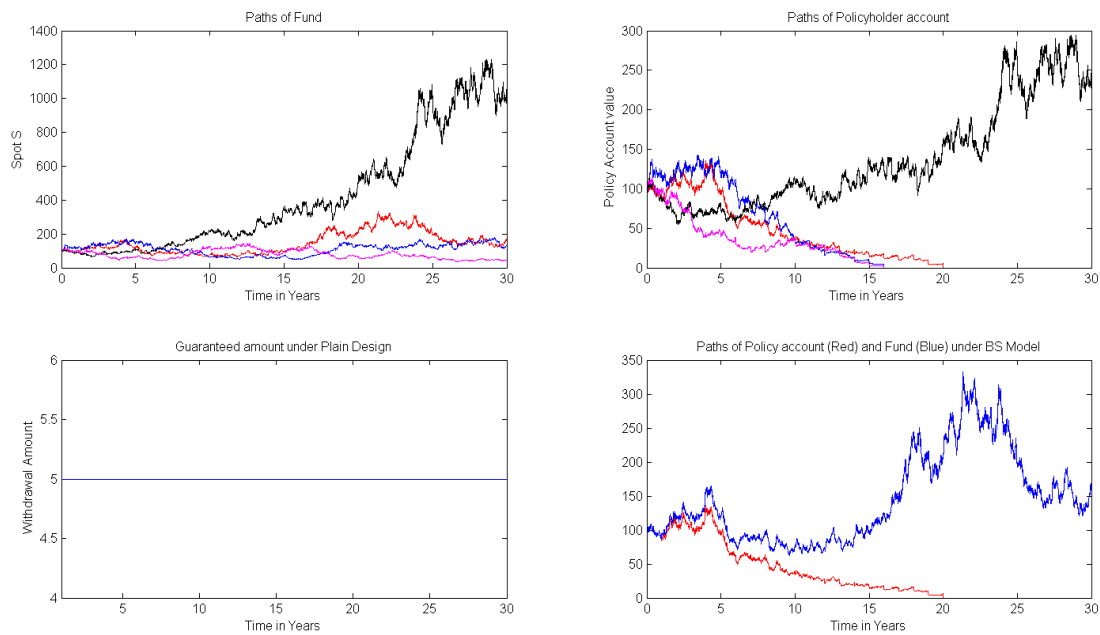 Paths of Fund
1400
1200
1000
800
600
400
200
0
Spot S
0 5 10 15 20 25 30
Time in Years
Paths of Policyholder account
300
250
200
150
100
50
0
Policy Account value
0 5 10 15 20 25 30
Time in Years
Guaranteed amount under Plain Design
6
5.5
5
4.5
4
Withdrawal Amount
5 10 15 20 25 30
Time in Years
Paths of Policy account (Red) and Fund (Blue) under BS Model
350
300
250
200
150
100
50
0
0 5 10 15 20 25 30
Time in Years